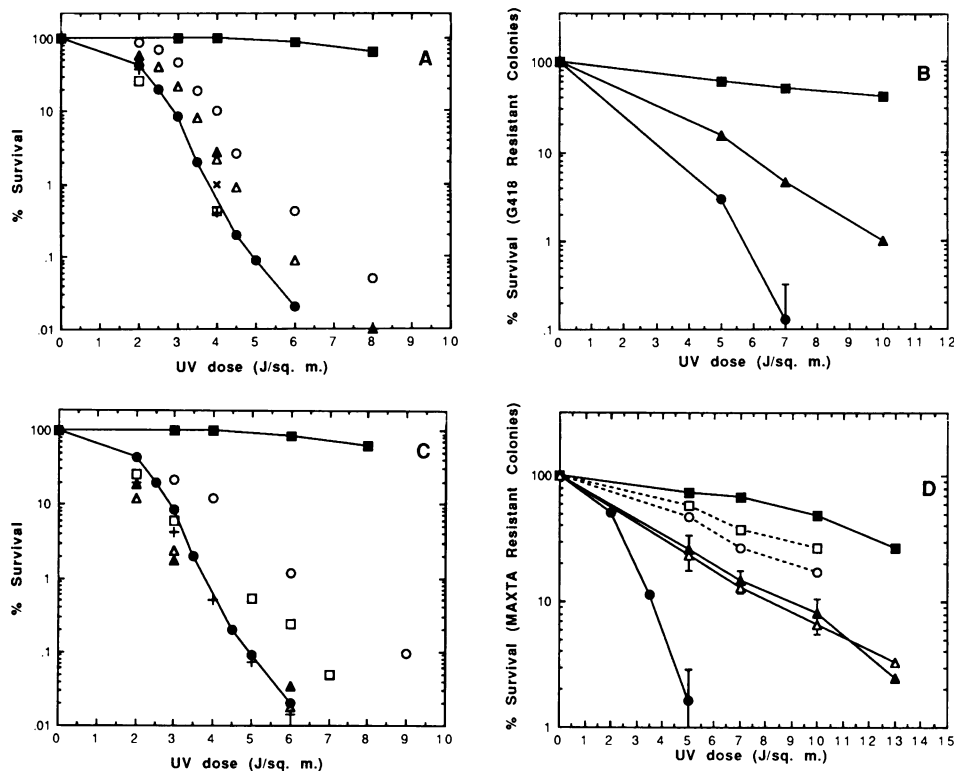 A
100
10
1
.1
.01
% Survival
0 1 2 3 4 5 6 7 8 9 10
UV dose (J/sq. m.)
B
100
10
1
.1
% Survival (G418 Resistant Colonies)
0 1 2 3 4 5 6 7 8 9 10 11 12
UV dose (J/sq. m.)
C
100
10
1
.1
.01
% Survival
0 1 2 3 4 5 6 7 8 9 10
UV dose (J/sq. m.)
D
100
10
1
% Survival (MAXTA Resistant Colonies)
0 1 2 3 4 5 6 7 8 9 10 11 12 13 14 15
UV dose (J/sq. m.)